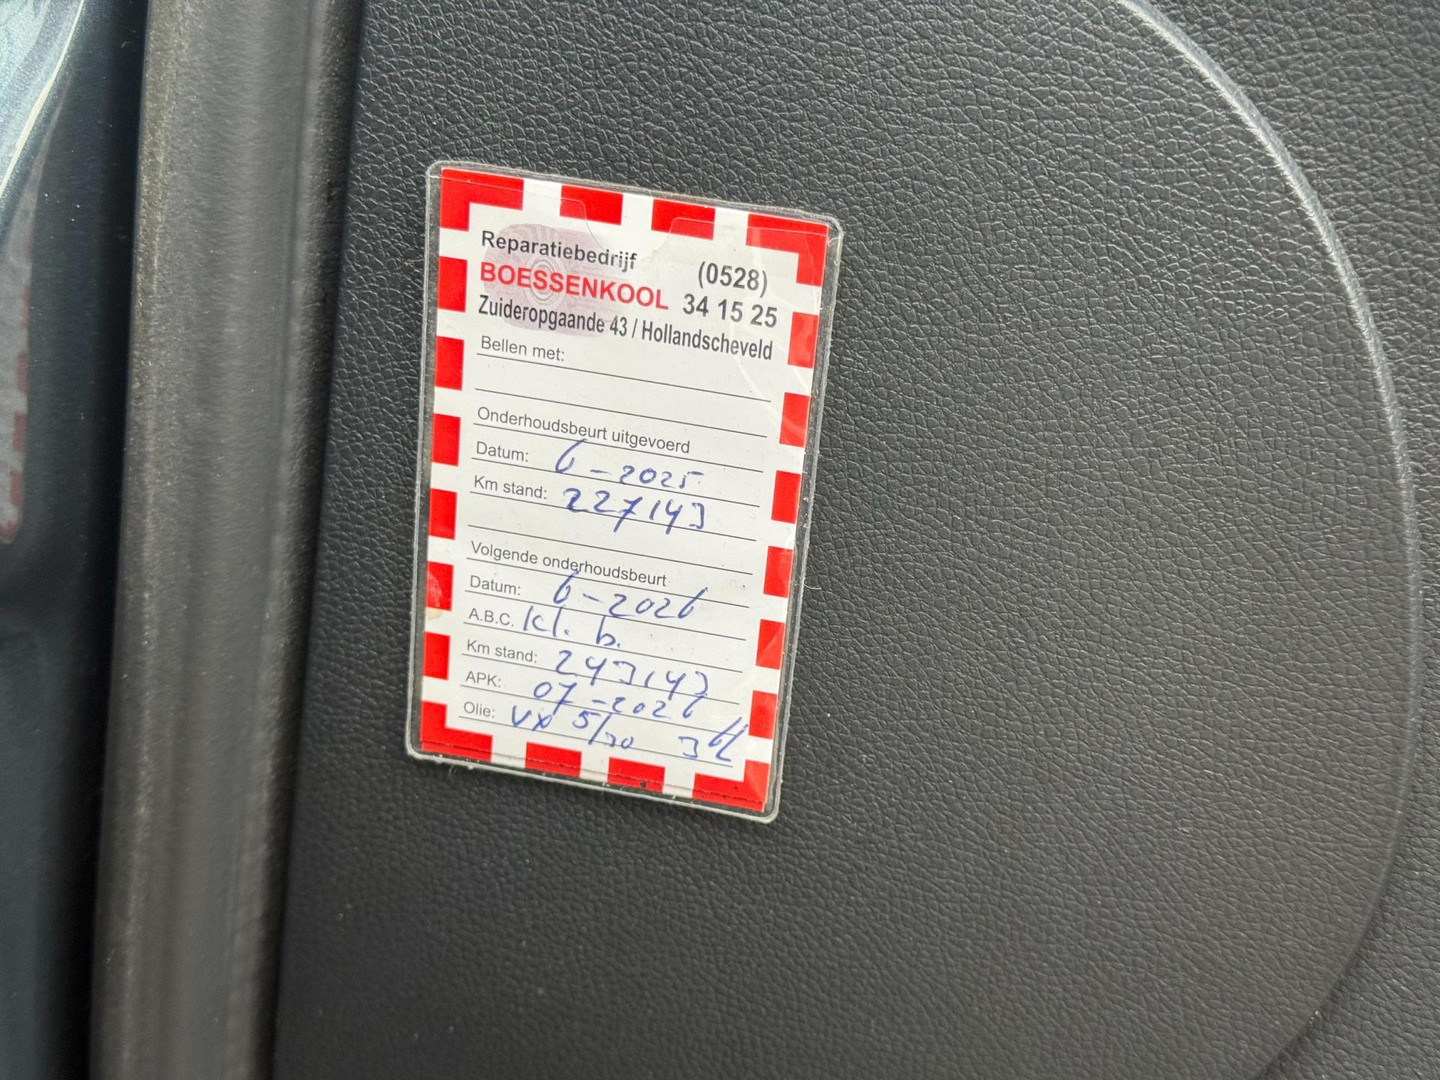 Reparatiebedrijf
BOESSENKOOL
(0528)
34 15 25
Zuideropgaande 43 / Hollandscheveld
Bellen met:
Onderhoudsbeurt uitgevoerd
Datum: 6-2025
Km stand: 227143
Volgende onderhoudsbeurt
Datum: 6-2026
A.B.C. kl. b.
Km stand: 243143
APK: 07-2026
Olie: VX 5/30